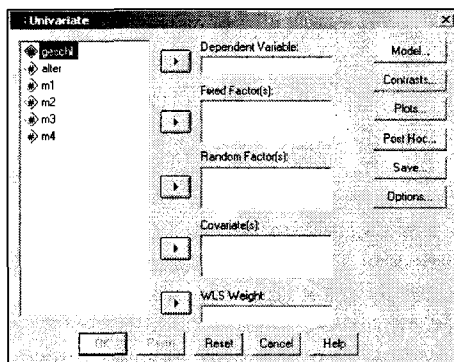 Univariate
geschl
alter
m1
m2
m3
m4
Dependent Variable:
Fixed Factor(s):
Random Factor(s):
Covariate(s):
WLS Weight:
Model...
Contrasts...
Plots...
Post Hoc...
Save...
Options...
OK
Paste
Reset
Cancel
Help